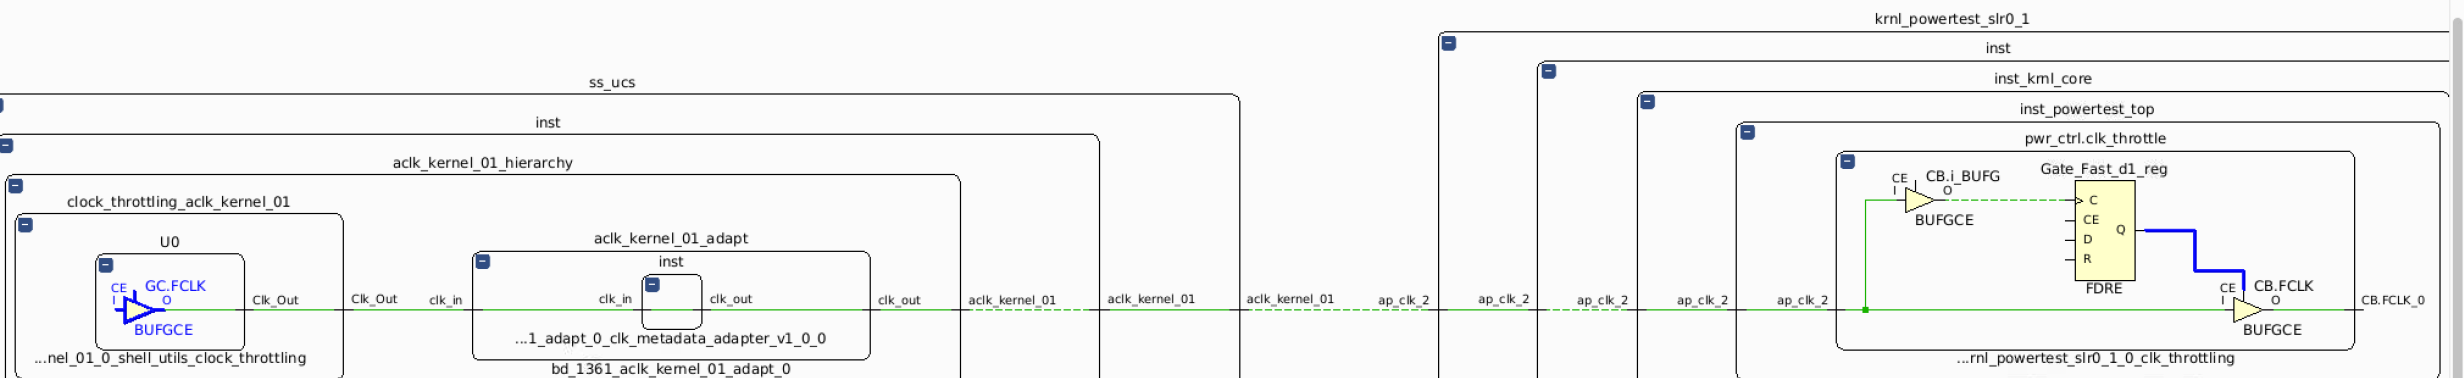 krnl_powertest_slr0_1
inst
ss_ucs
inst_krnl_core
inst_powertest_top
inst
pwr_ctrl.clk_throttle
aclk_kernel_01_hierarchy
Gate_Fast_d1_reg
CE CB.i_BUFG
I O
C
clock_throttling_aclk_kernel_01
BUFGCE
CE
Q
D
U0
aclk_kernel_01_adapt
R
inst
CE GC.FCLK
FDRE
CE CB.FCLK
I O Clk_Out Clk_Out clk_in clk_in clk_out clk_out aclk_kernel_01 aclk_kernel_01 aclk_kernel_01 ap_clk_2 ap_clk_2 ap_clk_2 ap_clk_2 ap_clk_2 I O CB.FCLK_0
BUFGCE BUFGCE
...1_adapt_0_clk_metadata_adapter_v1_0_0
...nel_01_0_shell_utils_clock_throttling ...rnl_powertest_slr0_1_0_clk_throttling
bd_1361_aclk_kernel_01_adapt_0